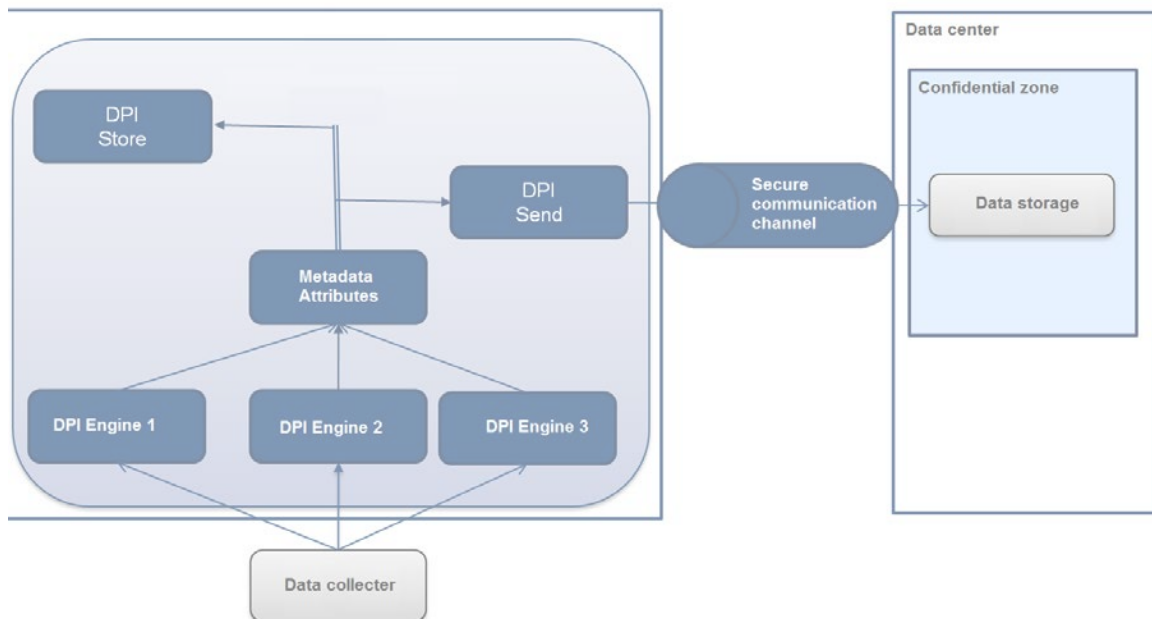 Data center
Confidential zone
DPI
Store
DPI
Send
Secure
communication
channel
Data storage
Metadada
Attributes
DPI Engine 1
DPI Engine 2
DPI Engine 3
Data collecter